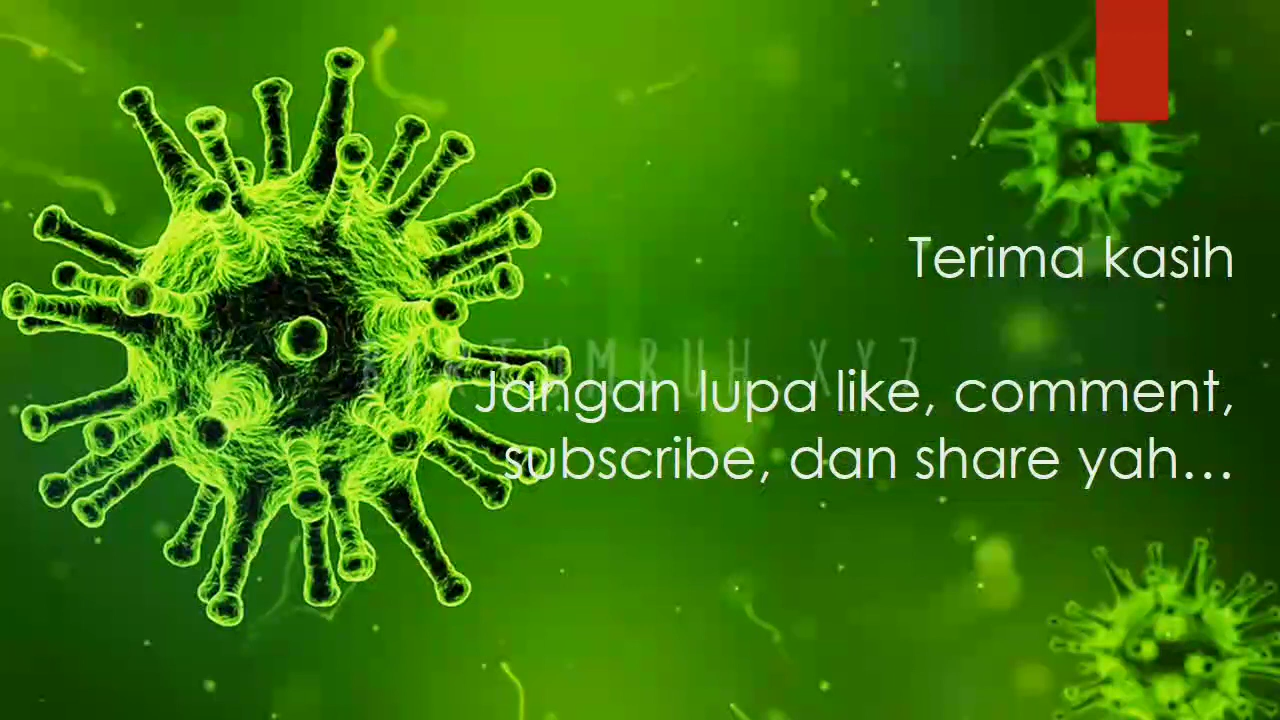 Terima kasih
Jangan lupa like, comment,
subscribe, dan share yah...